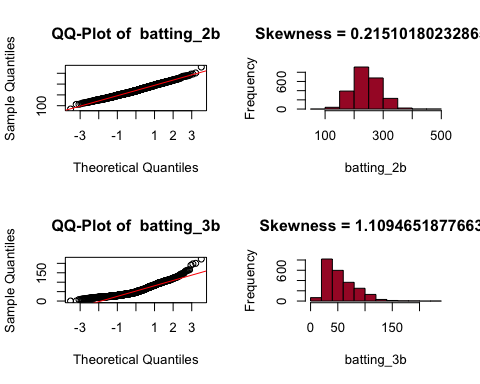 QQ-Plot of  batting_2b
Sample Quantiles
100
-3 -1 1 2 3
Theoretical Quantiles
Skewness = 0.2151018023286
Frequency
0 600
100 300 500
batting_2b
QQ-Plot of  batting_3b
Sample Quantiles
0 150
-3 -1 1 2 3
Theoretical Quantiles
Skewness = 1.1094651877663
Frequency
0 600
0 50 150
batting_3b